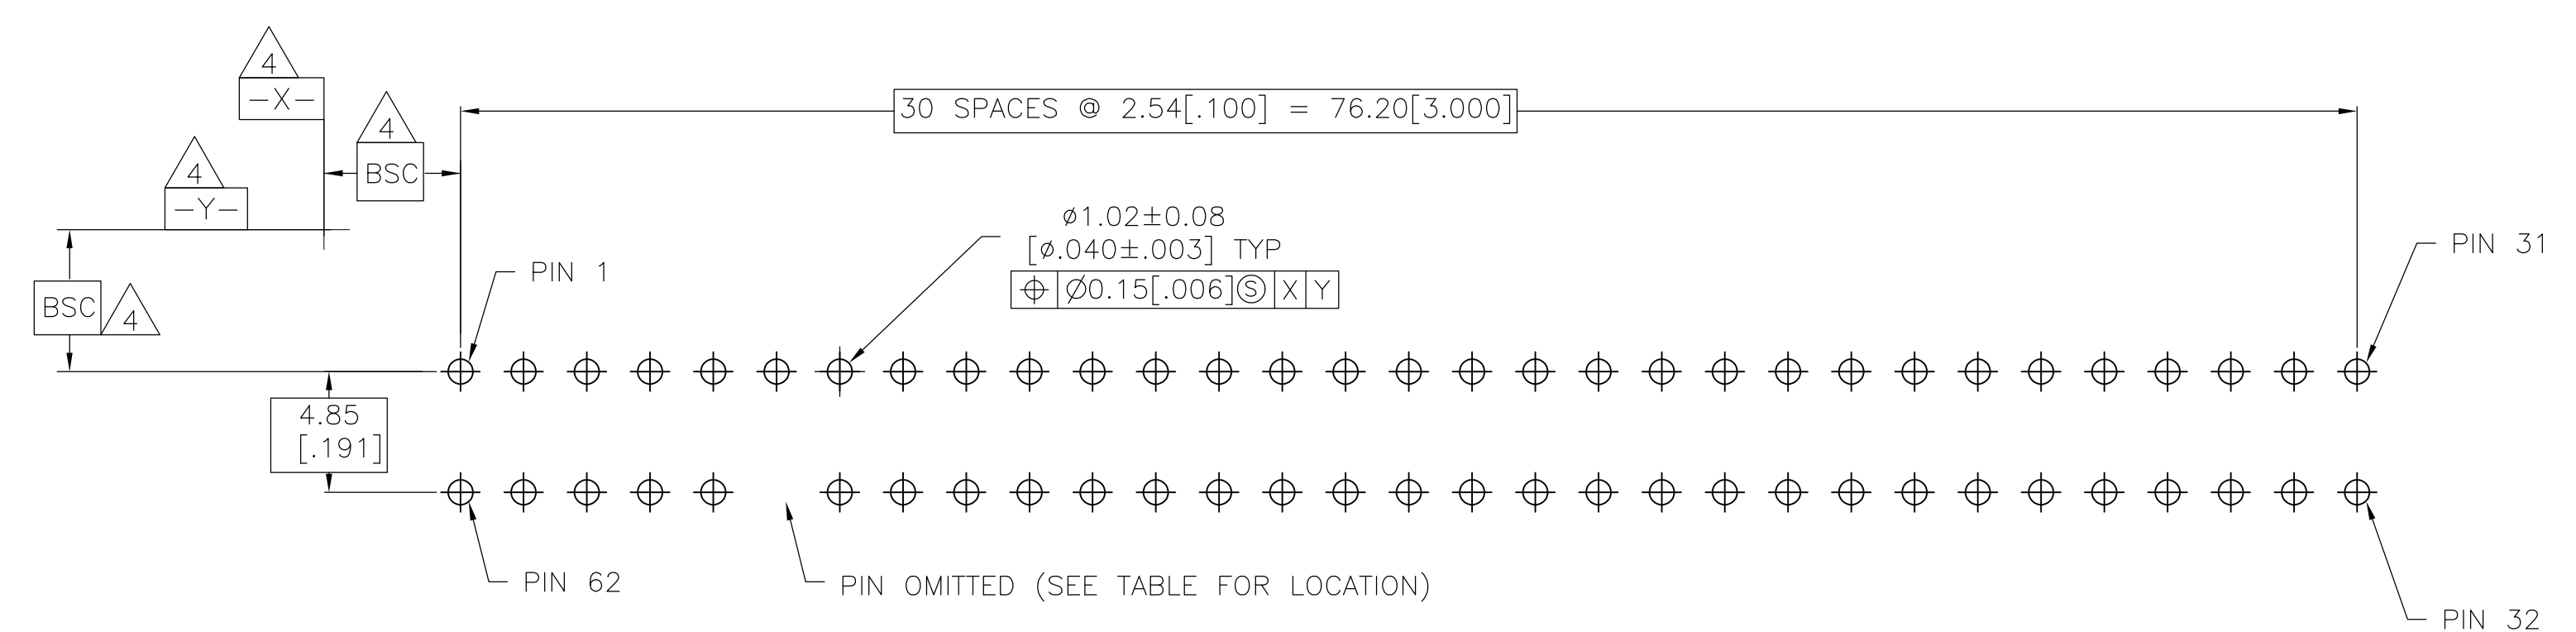 4
-X-
30 SPACES @ 2.54[.100] = 76.20[3.000]
4
BSC
4
-Y-
ø1.02±0.08
[ø.040±.003] TYP
⌖ Ø0.15[.006]Ⓢ X Y
PIN 31
PIN 1
BSC 4
4.85
[.191]
PIN 62
PIN OMITTED (SEE TABLE FOR LOCATION)
PIN 32